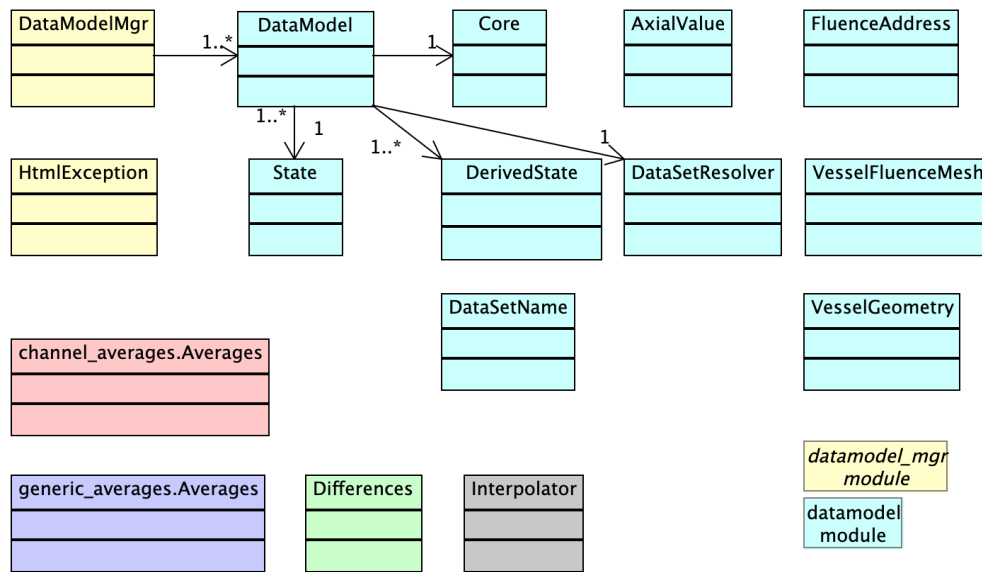 DataModelMgr
DataModel
Core
AxialValue
FluenceAddress
1..*
1
1..*
1
1..*
1
HtmlException
State
DerivedState
DataSetResolver
VesselFluenceMesh
DataSetName
VesselGeometry
channel_averages.Averages
datamodel_mgr
module
generic_averages.Averages
Differences
Interpolator
datamodel
module